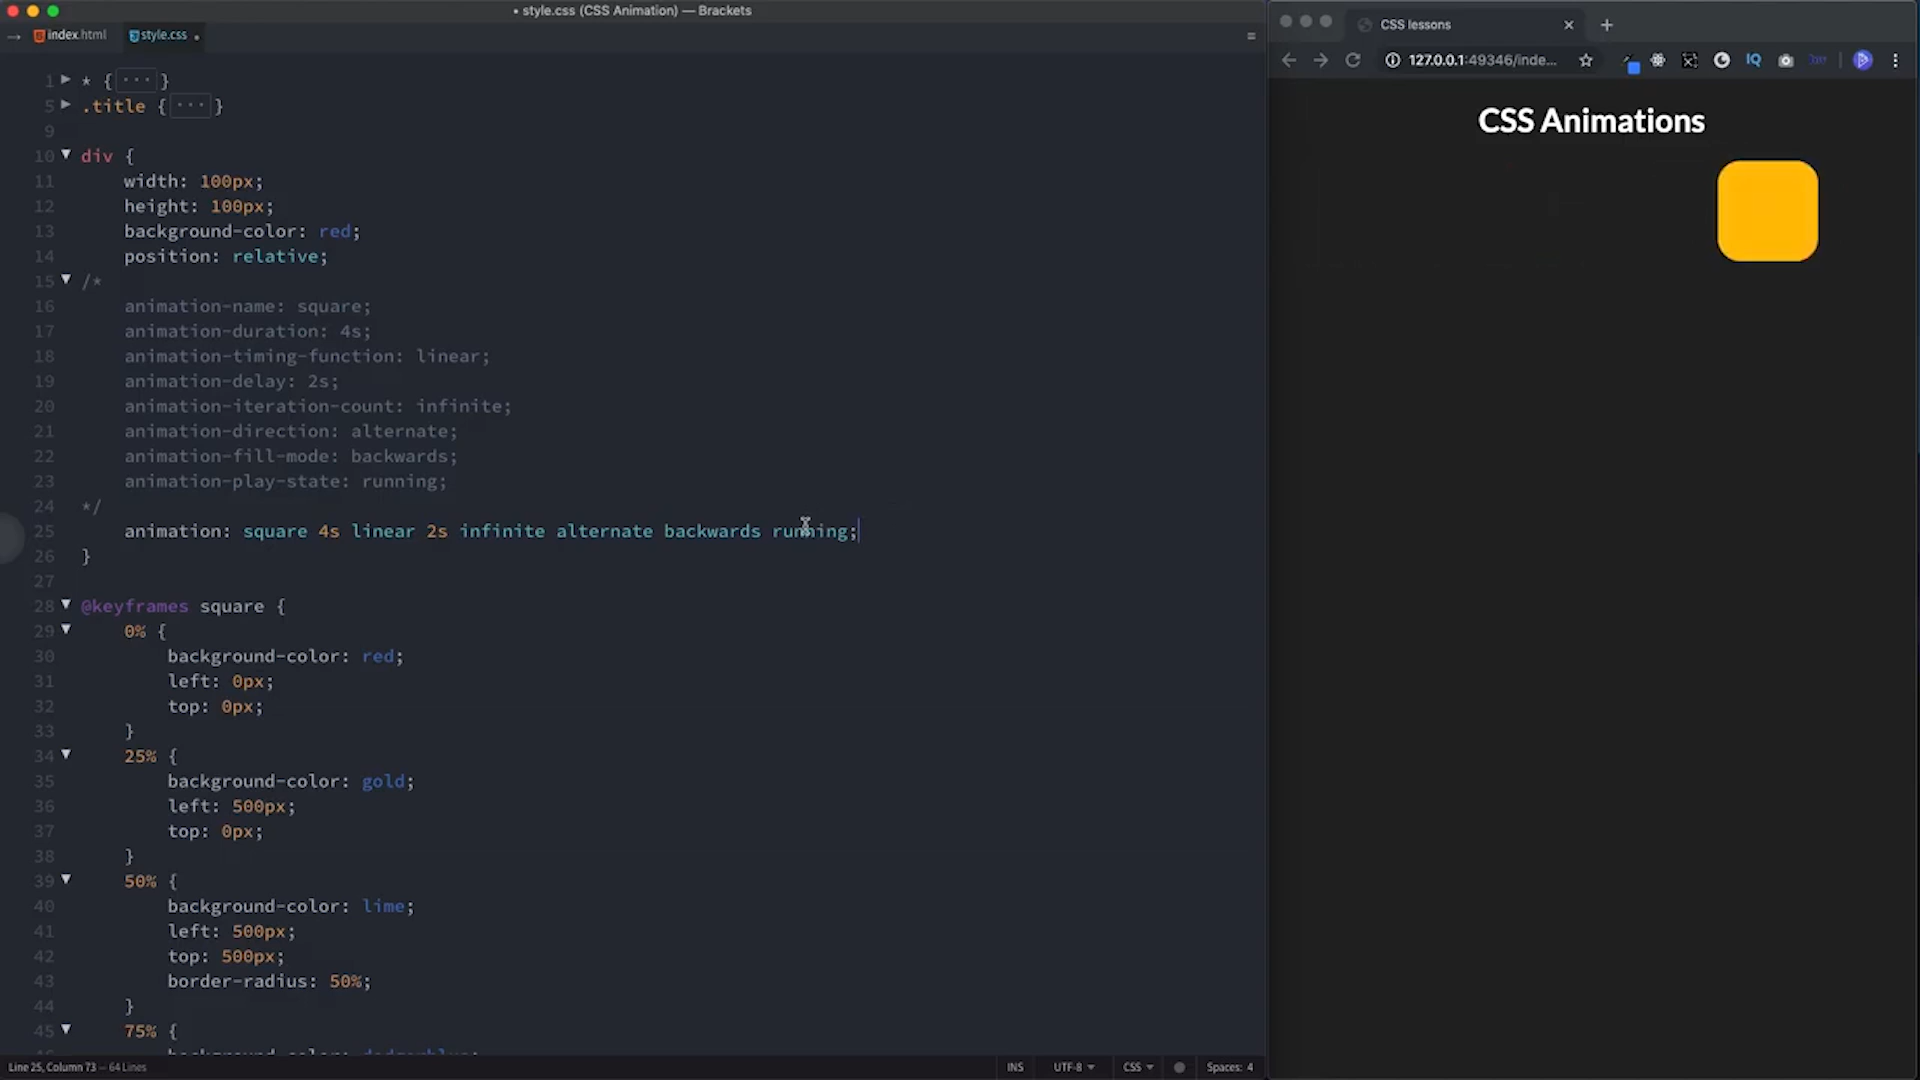 • style.css (CSS Animation) — Brackets
index.html
style.css
1 * { ··· }
5 .title { ··· }
9
10 div {
11 width: 100px;
12 height: 100px;
13 background-color: red;
14 position: relative;
15 /*
16 animation-name: square;
17 animation-duration: 4s;
18 animation-timing-function: linear;
19 animation-delay: 2s;
20 animation-iteration-count: infinite;
21 animation-direction: alternate;
22 animation-fill-mode: backwards;
23 animation-play-state: running;
24 */
25 animation: square 4s linear 2s infinite alternate backwards running;
26 }
27
28 @keyframes square {
29 0% {
30 background-color: red;
31 left: 0px;
32 top: 0px;
33 }
34 25% {
35 background-color: gold;
36 left: 500px;
37 top: 0px;
38 }
39 50% {
40 background-color: lime;
41 left: 500px;
42 top: 500px;
43 border-radius: 50%;
44 }
45 75% {
Line 25, Column 73 — 64 Lines
INS
UTF-8
CSS
Spaces: 4
CSS lessons
127.0.0.1:49346/inde...
IQ
CSS Animations